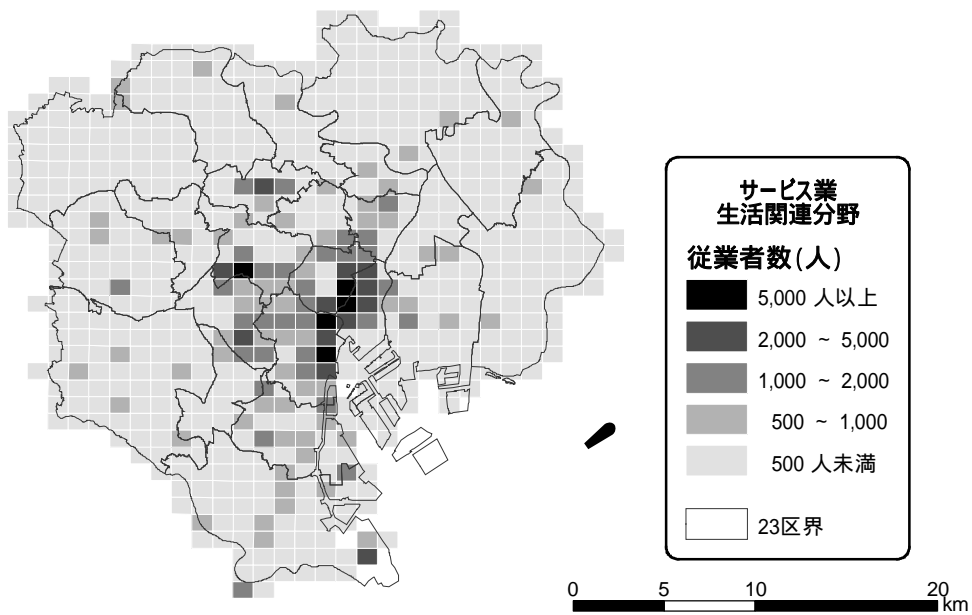 サービス業
生活関連分野
従業者数(人)
5,000 人以上
2,000 ~ 5,000
1,000 ~ 2,000
500 ~ 1,000
500 人未満
23区界
0 5 10 20
km